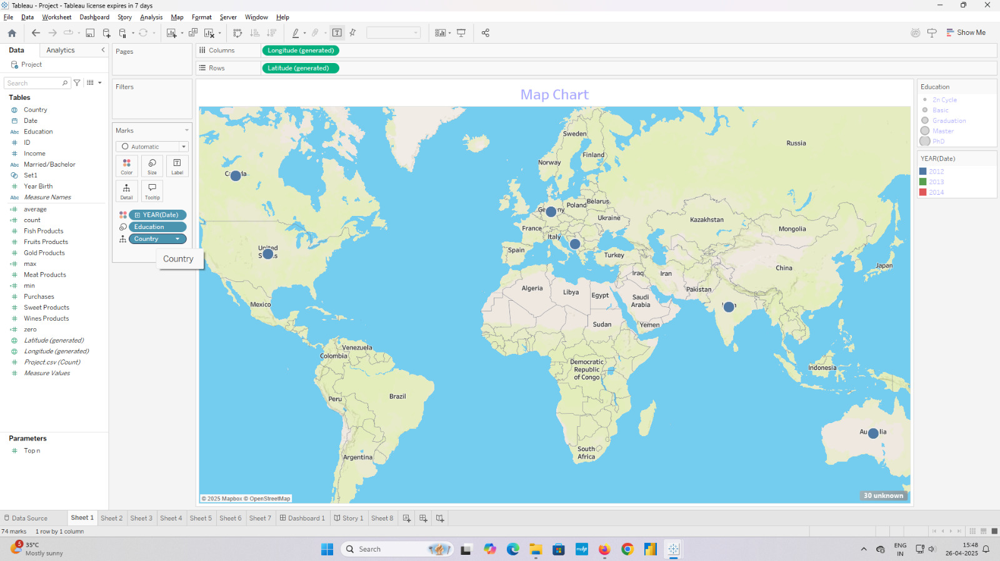 Tableau - Project - Tableau license expires in 7 days
File Data Worksheet Dashboard Story Analysis Map Format Server Window Help
Show Me
Data Analytics
Project
Search
Tables
Country
Date
Abc Education
ID
Income
Abc Married/Bachelor
Set1
Year Birth
Abc Measure Names
average
count
Fish Products
Fruits Products
Gold Products
max
Meat Products
min
Purchases
Sweet Products
Wines Products
zero
Latitude (generated)
Longitude (generated)
Project.csv (Count)
Measure Values
Parameters
Top n
Pages
Filters
Marks
Automatic
Color Size Label
Detail Tooltip
YEAR(Date)
Education
Country
Country
Columns Longitude (generated)
Rows Latitude (generated)
Map Chart
Sweden
Russia
Finland
Norway
Poland
Belarus
Ukraine
France
Kazakhstan
Mongolia
Italy
Spain
Turkey
China
Japan
Iraq
Iran
Algeria
Libya
Egypt
Pakistan
Saudi
Arabia
Mexico
Sudan
Yemen
Venezuela
Colombia
Democratic
Republic
of Congo
Indonesia
Brazil
Peru
South
Africa
Argentina
United
© 2025 Mapbox © OpenStreetMap
30 unknown
Education
2n Cycle
Basic
Graduation
Master
PhD
YEAR(Date)
2012
2013
2014
Data Source Sheet 1 Sheet 2 Sheet 3 Sheet 4 Sheet 5 Sheet 6 Sheet 7 Dashboard 1 Story 1 Sheet 8
74 marks 1 row by 1 column
5
35°C
Mostly sunny
Search
myhp
ENG
IN
15:48
26-04-2025